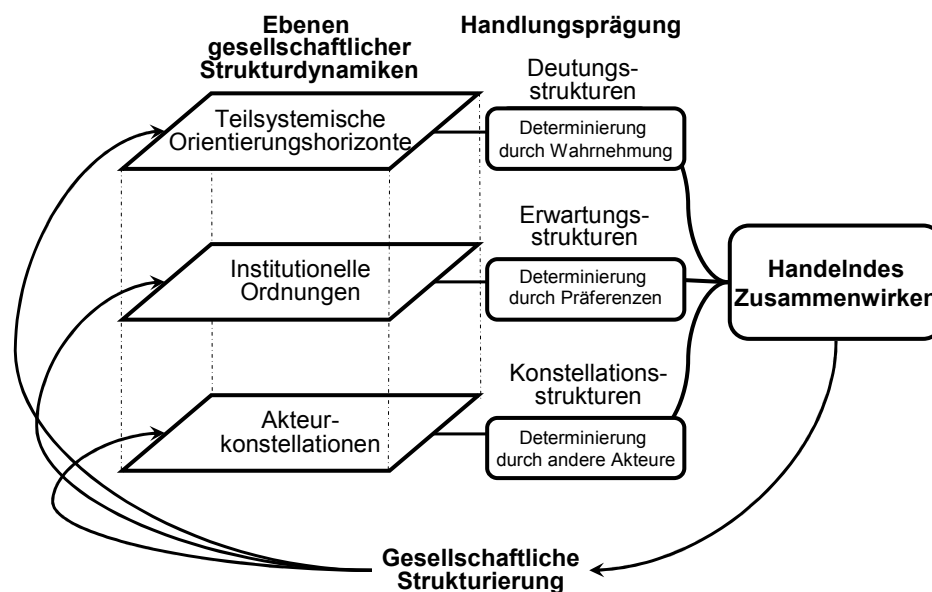 Ebenen
gesellschaftlicher
Strukturdynamiken
Handlungsprägung
Deutungs-
strukturen
Teilsystemische
Orientierungshorizonte
Determinierung
durch Wahrnehmung
Erwartungs-
strukturen
Institutionelle
Ordnungen
Determinierung
durch Präferenzen
Handelndes
Zusammenwirken
Konstellations-
strukturen
Akteur-
konstellationen
Determinierung
durch andere Akteure
Gesellschaftliche
Strukturierung